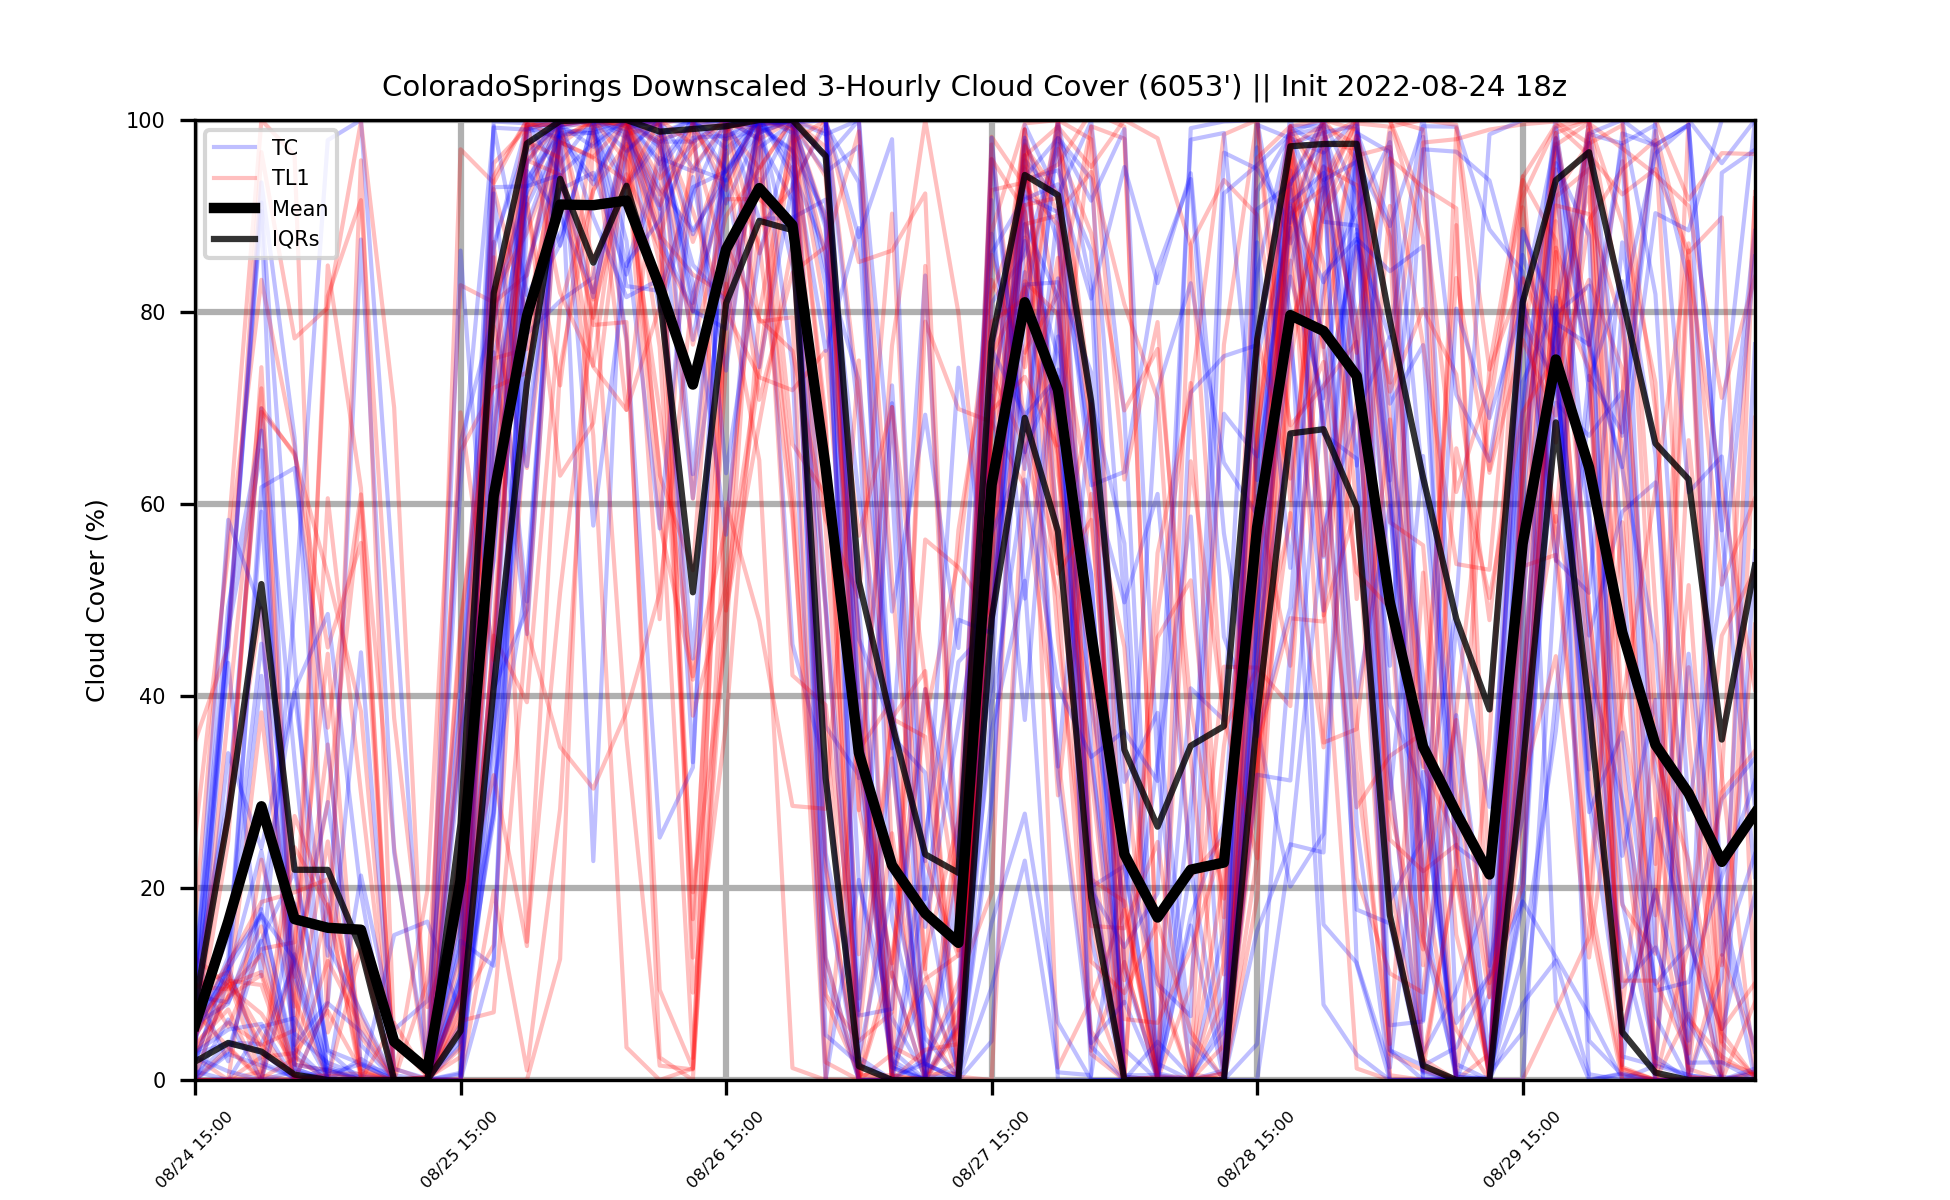 ColoradoSprings Downscaled 3-Hourly Cloud Cover (6053') || Init 2022-08-24 18z
100
80
60
40
20
0
Cloud Cover (%)
TC
TL1
Mean
IQRs
08/24 15:00
08/25 15:00
08/26 15:00
08/27 15:00
08/28 15:00
08/29 15:00